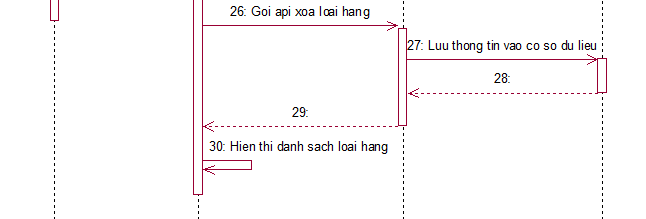 26: Goi api xoa loai hang
27: Luu thong tin vao co so du lieu
28:
29:
30: Hien thi danh sach loai hang